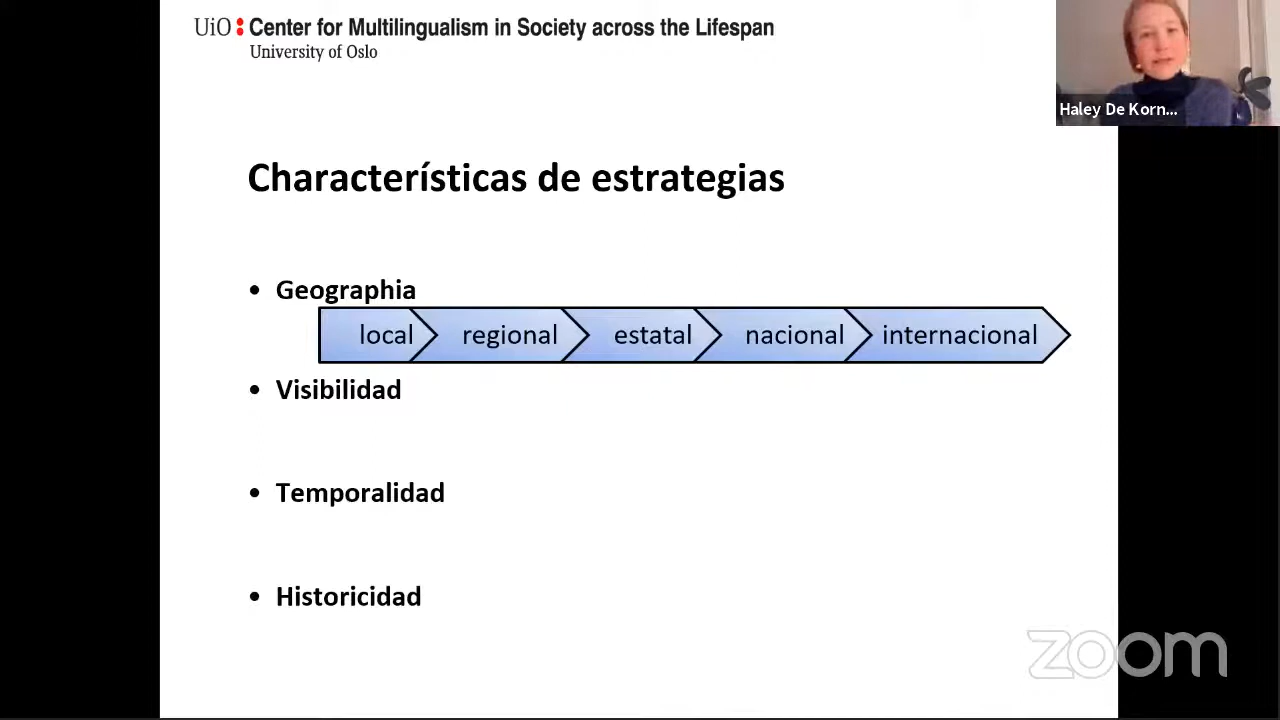 UiO : Center for Multilingualism in Society across the Lifespan
University of Oslo
Haley De Korn...
Características de estrategias
• Geographia
local regional estatal nacional internacional
• Visibilidad
• Temporalidad
• Historicidad
zoom